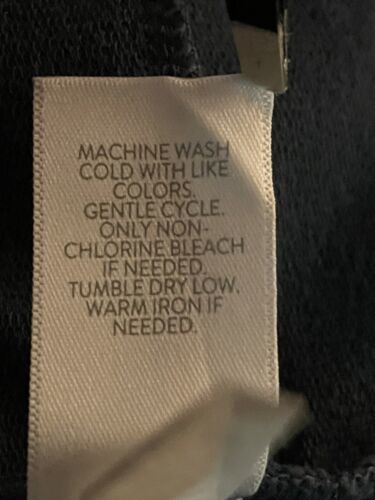 MACHINE WASH
COLD WITH LIKE
COLORS.
GENTLE CYCLE.
ONLY NON-
CHLORINE BLEACH
IF NEEDED.
TUMBLE DRY LOW.
WARM IRON IF
NEEDED.